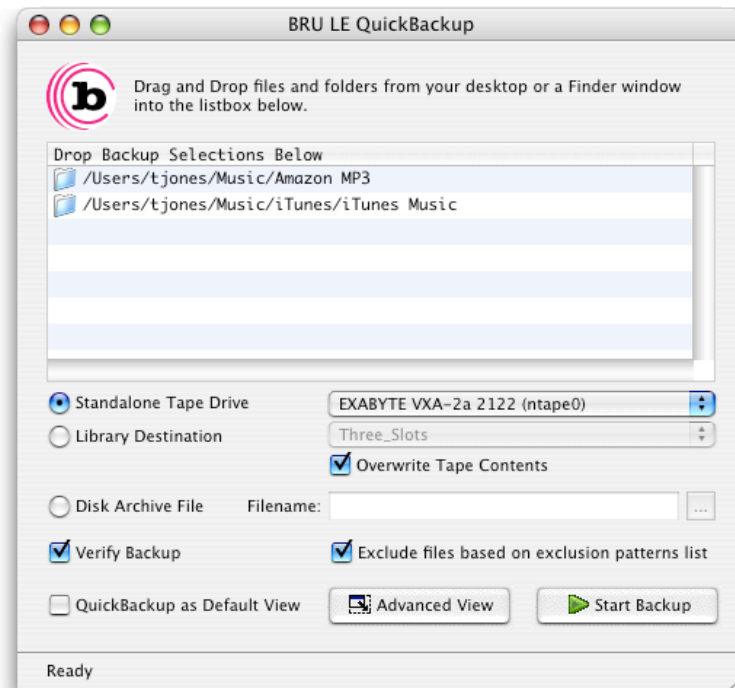 BRU LE QuickBackup
b
Drag and Drop files and folders from your desktop or a Finder window
into the listbox below.
Drop Backup Selections Below
/Users/tjones/Music/Amazon MP3
/Users/tjones/Music/iTunes/iTunes Music
Standalone Tape Drive EXABYTE VXA-2a 2122 (ntape0)
Library Destination Three_Slots
Overwrite Tape Contents
Disk Archive File Filename: ...
Verify Backup Exclude files based on exclusion patterns list
QuickBackup as Default View Advanced View Start Backup
Ready